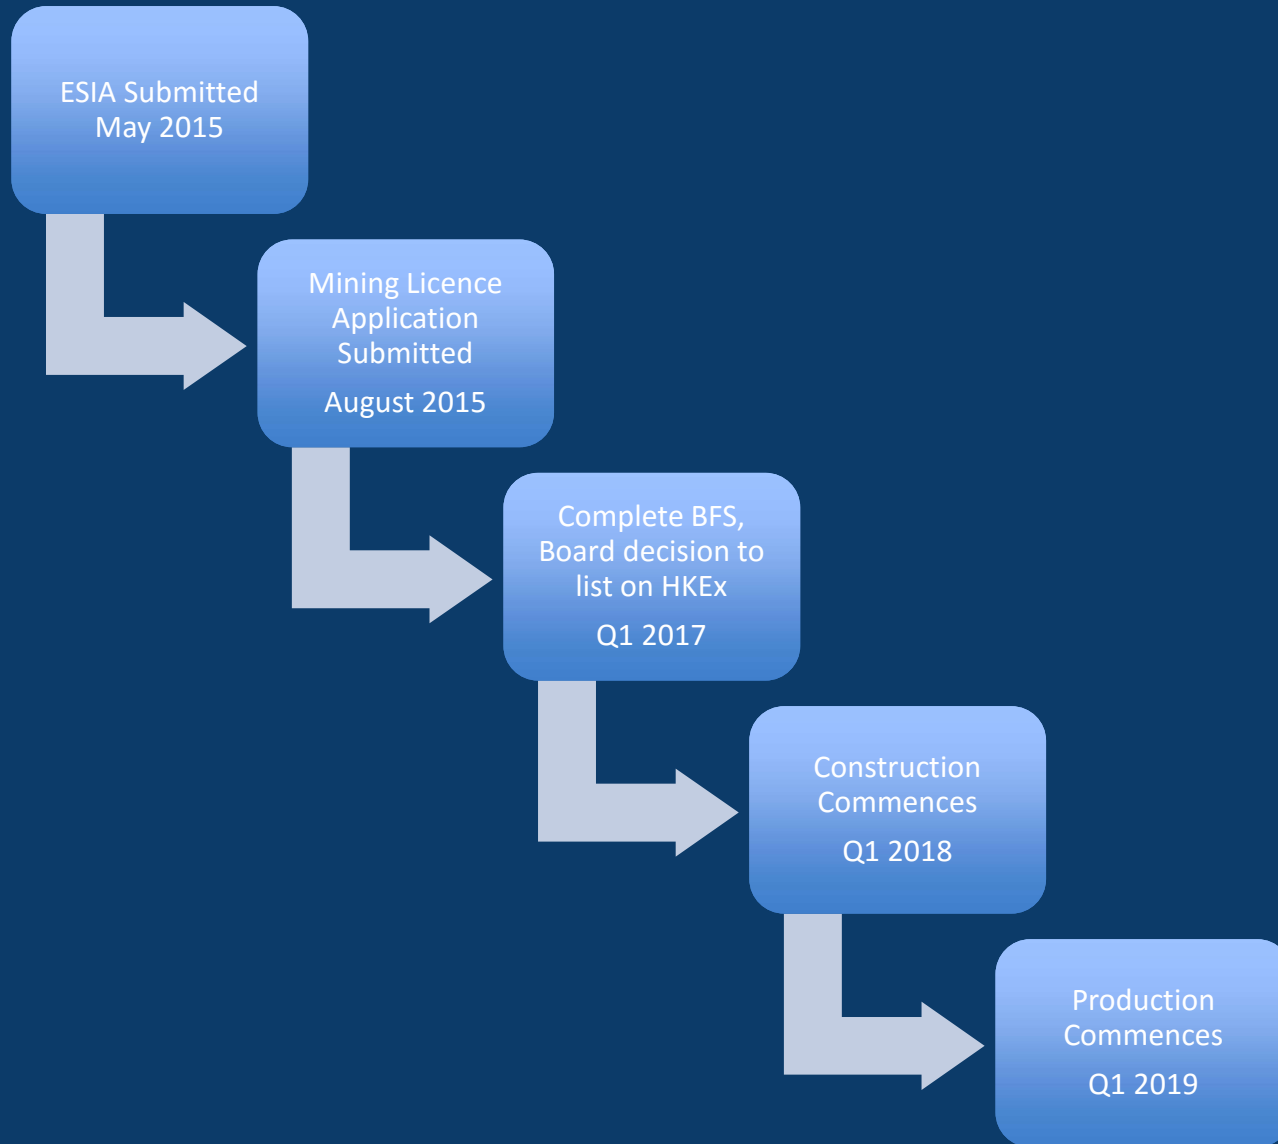 ESIA Submitted
May 2015
Mining Licence
Application
Submitted
August 2015
Complete BFS,
Board decision to
list on HKEx
Q1 2017
Construction
Commences
Q1 2018
Production
Commences
Q1 2019